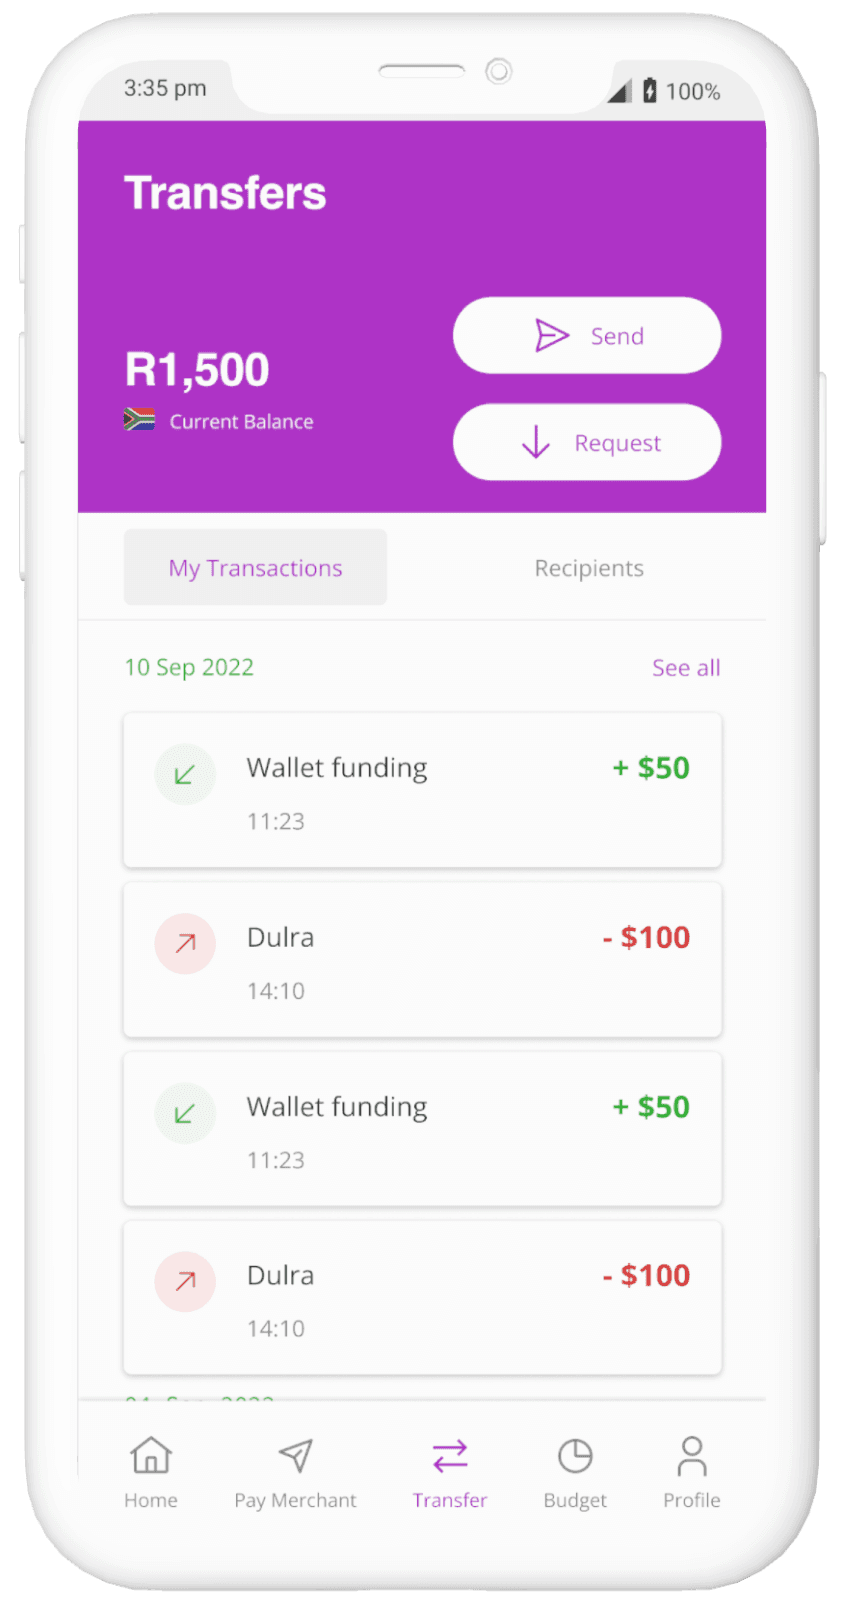 3:35 pm
100%
Transfers
Send
R1,500
Current Balance
Request
My Transactions
Recipients
10 Sep 2022
See all
Wallet funding
+ $50
11:23
Dulra
- $100
14:10
Wallet funding
+ $50
11:23
Dulra
- $100
14:10
Home
Pay Merchant
Transfer
Budget
Profile